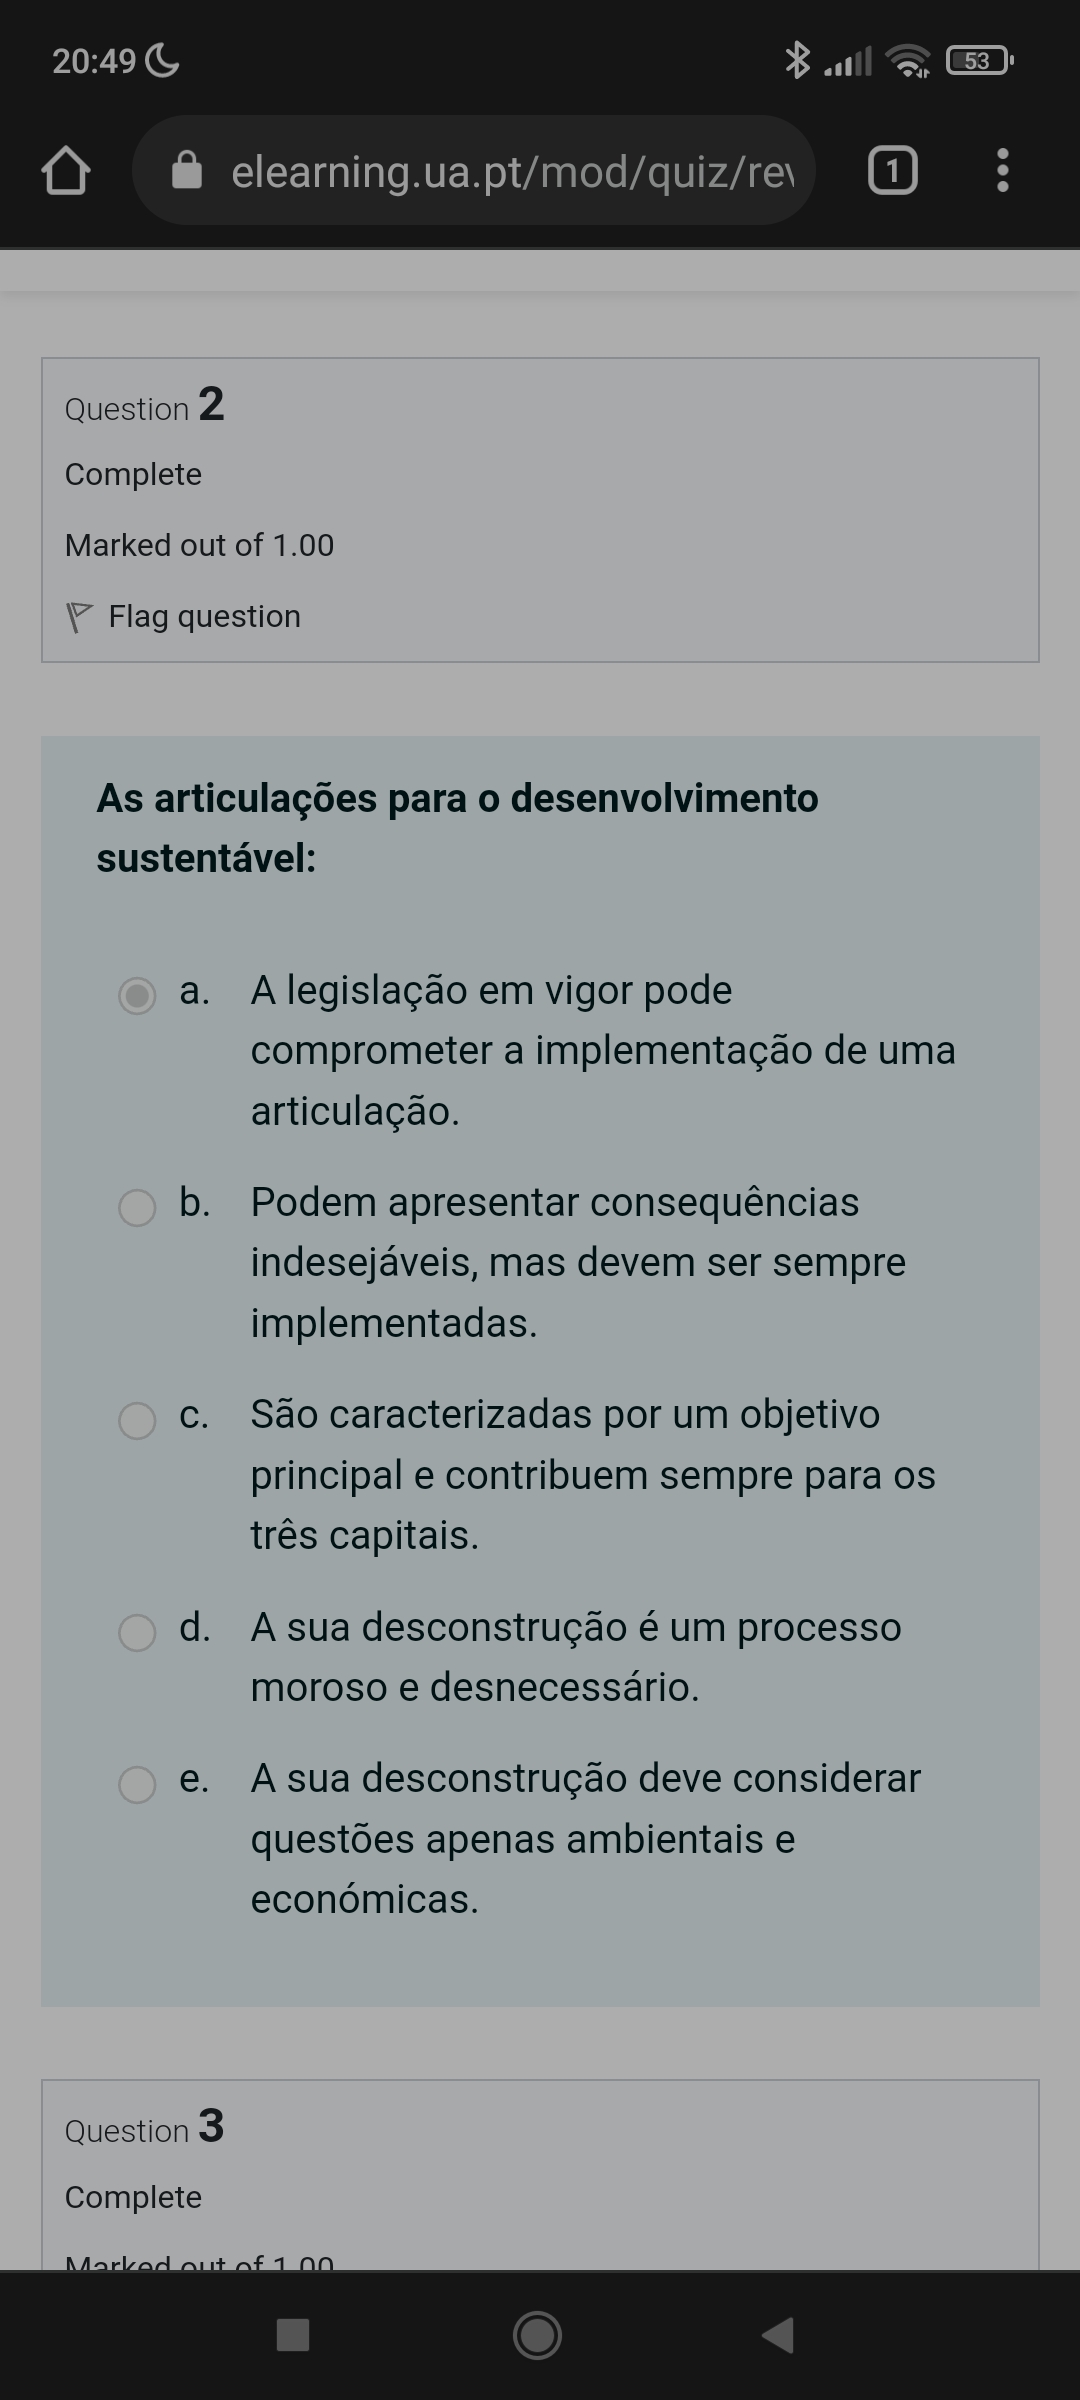 20:49
53
elearning.ua.pt/mod/quiz/rev
1
Question 2
Complete
Marked out of 1.00
Flag question
As articulações para o desenvolvimento
sustentável:
a. A legislação em vigor pode
comprometer a implementação de uma
articulação.
b. Podem apresentar consequências
indesejáveis, mas devem ser sempre
implementadas.
c. São caracterizadas por um objetivo
principal e contribuem sempre para os
três capitais.
d. A sua desconstrução é um processo
moroso e desnecessário.
e. A sua desconstrução deve considerar
questões apenas ambientais e
económicas.
Question 3
Complete
Marked out of 1.00